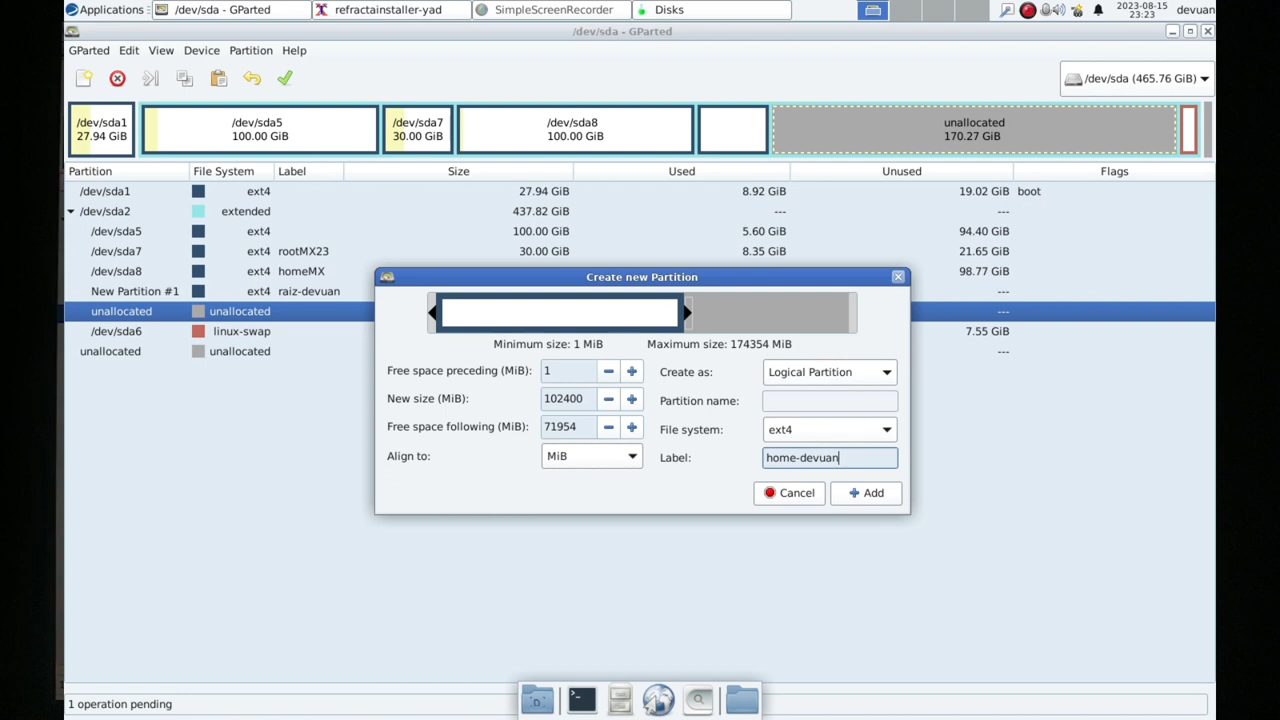 Applications
/dev/sda - GParted
refractainstaller-yad
SimpleScreenRecorder
Disks
2023-08-15
23:23
devuan
/dev/sda - GParted
GParted Edit View Device Partition Help
/dev/sda (465.76 GiB)
/dev/sda1
27.94 GiB
/dev/sda5
100.00 GiB
/dev/sda7
30.00 GiB
/dev/sda8
100.00 GiB
unallocated
170.27 GiB
Partition File System Label Size Used Unused Flags
/dev/sda1 ext4 27.94 GiB 8.92 GiB 19.02 GiB boot
/dev/sda2 extended 437.82 GiB --- ---
/dev/sda5 ext4 100.00 GiB 5.60 GiB 94.40 GiB
/dev/sda7 ext4 rootMX23 30.00 GiB 8.35 GiB 21.65 GiB
/dev/sda8 ext4 homeMX 98.77 GiB
New Partition #1 ext4 raiz-devuan ---
unallocated unallocated ---
/dev/sda6 linux-swap 7.55 GiB
unallocated unallocated ---
Create new Partition
Minimum size: 1 MiB Maximum size: 174354 MiB
Free space preceding (MiB): 1 Create as: Logical Partition
New size (MiB): 102400 Partition name:
Free space following (MiB): 71954 File system: ext4
Align to: MiB Label: home-devuan
Cancel Add
1 operation pending